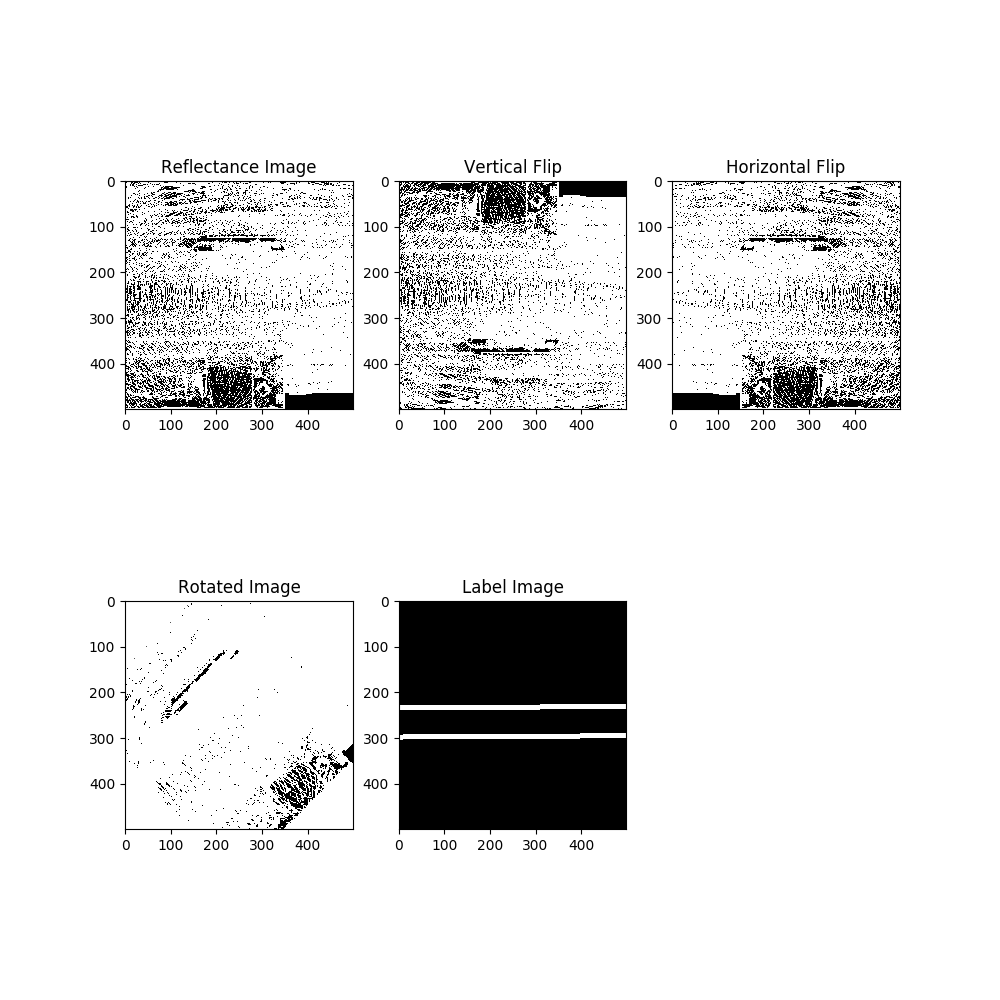 Reflectance Image Vertical Flip Horizontal Flip
0 0 0
100 100 100
200 200 200
300 300 300
400 400 400
0 100 200 300 400 0 100 200 300 400 0 100 200 300 400
Rotated Image Label Image
0 0
100 100
200 200
300 300
400 400
0 100 200 300 400 0 100 200 300 400